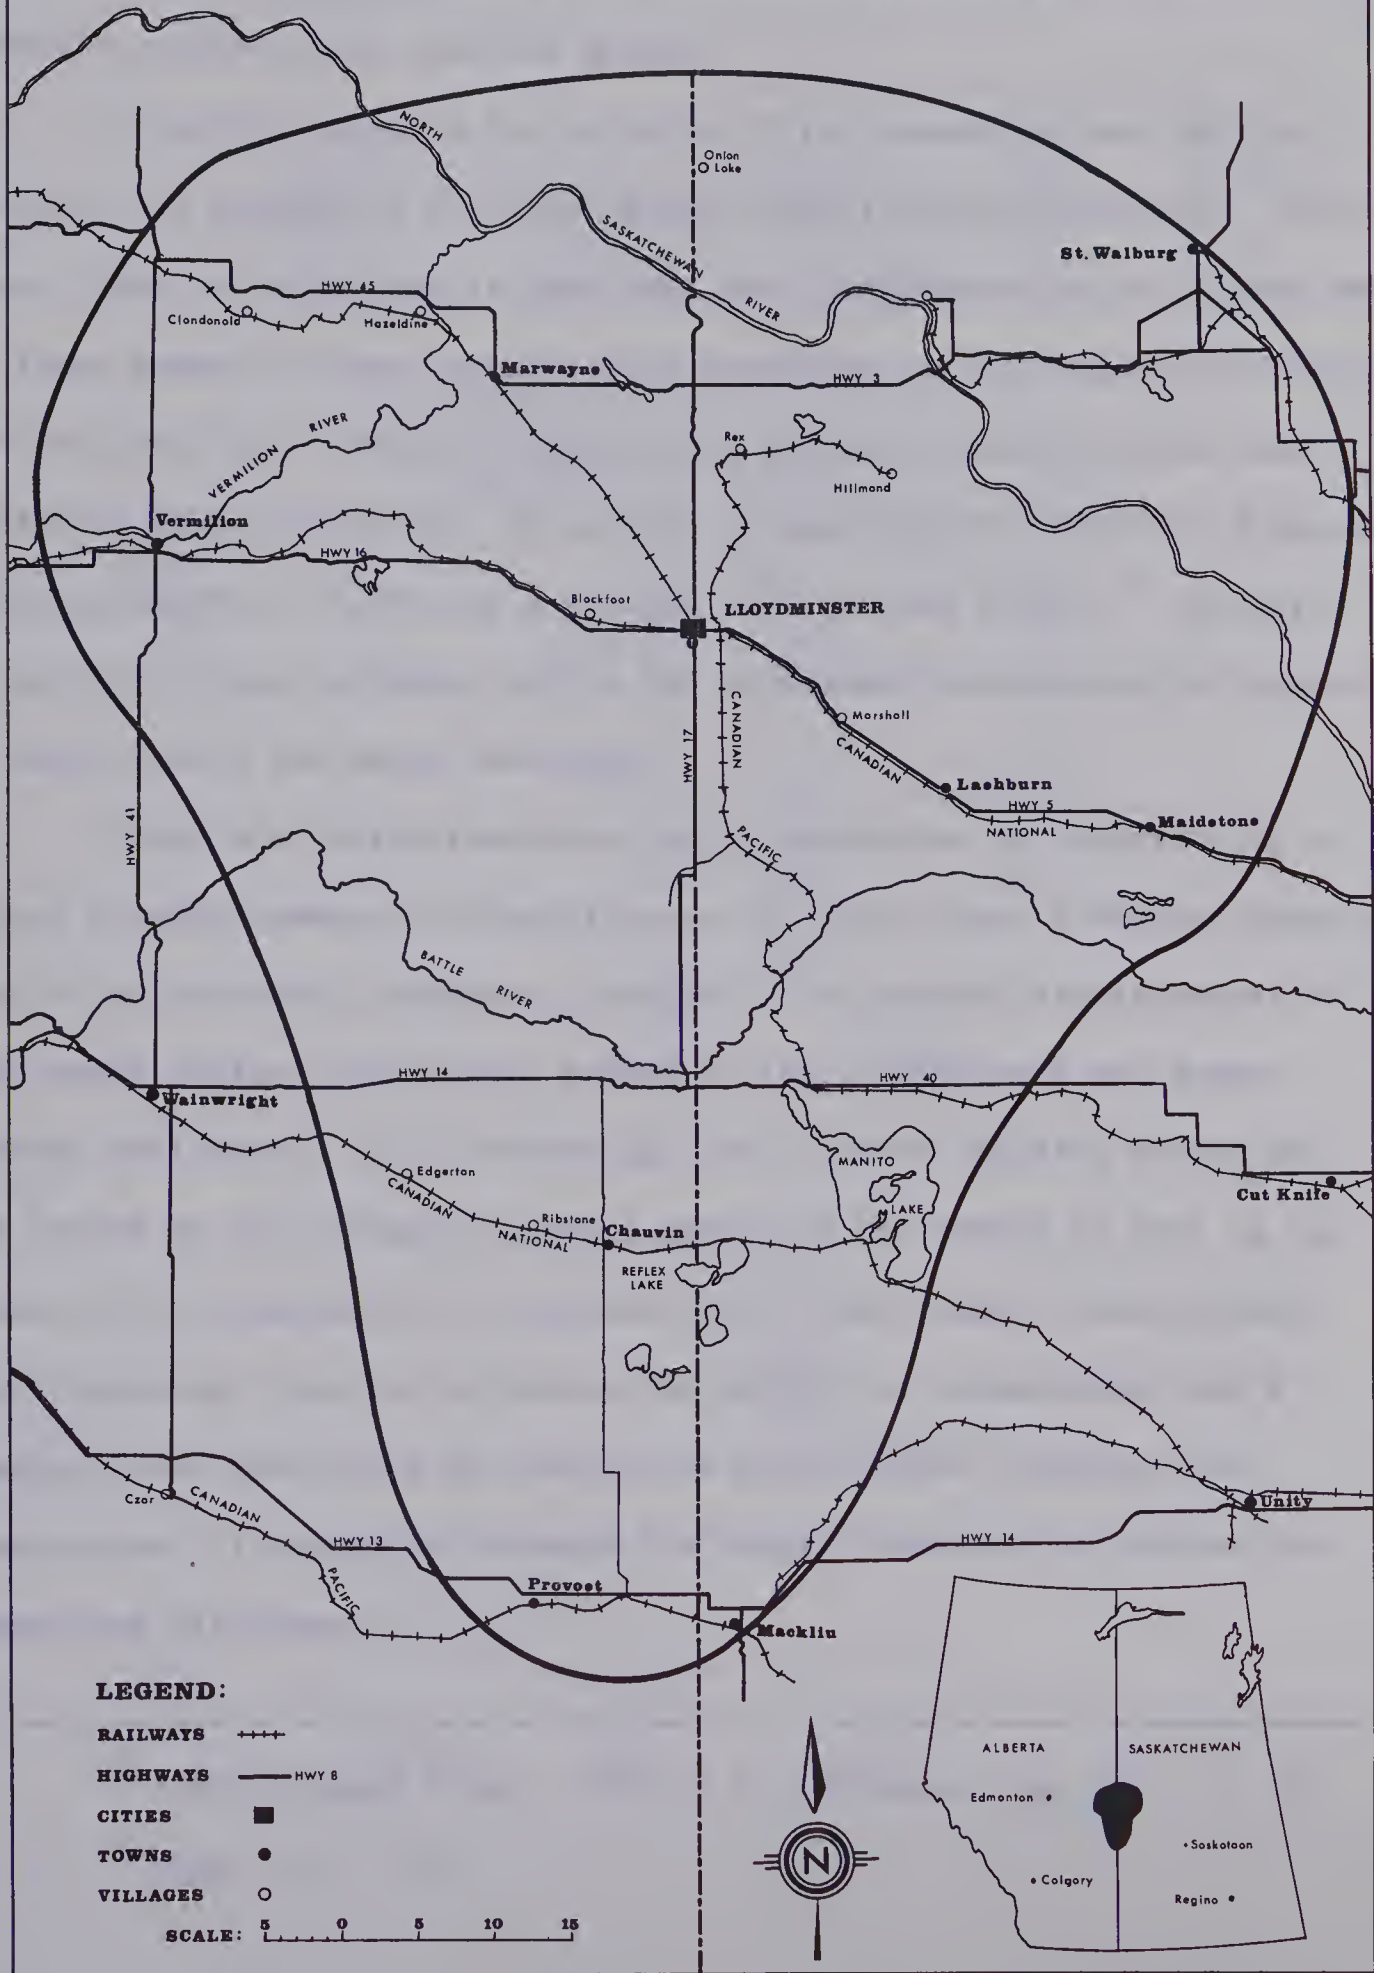 NORTH
Onion
Lake
SASKATCHEWAN
St. Walburg
RIVER
HWY 45
Clandonald
Hazeldine
Marwayne
HWY 3
VERMILION RIVER
Rex
Hillmond
Vermilion
HWY 16
Blackfoot
LLOYDMINSTER
CANADIAN
HWY 17
Marshall
CANADIAN
Lashburn
HWY 5
NATIONAL
Maidstone
HWY 41
PACIFIC
BATTLE
RIVER
HWY 14
HWY 40
Wainwright
MANITO
LAKE
Edgerton
CANADIAN
Cut Knife
Ribstone
NATIONAL
Chauvin
REFLEX
LAKE
Czar
CANADIAN
Unity
HWY 13
HWY 14
PACIFIC
Provost
Macklin
LEGEND:
RAILWAYS
HIGHWAYS HWY 8
CITIES
TOWNS
VILLAGES
SCALE: 5 0 5 10 15
N
ALBERTA SASKATCHEWAN
Edmonton
Saskatoon
Calgary
Regina